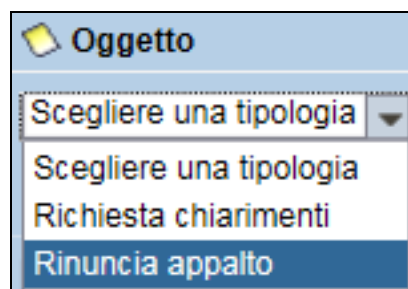 Oggetto
Scegliere una tipologia
Scegliere una tipologia
Richiesta chiarimenti
Rinuncia appalto